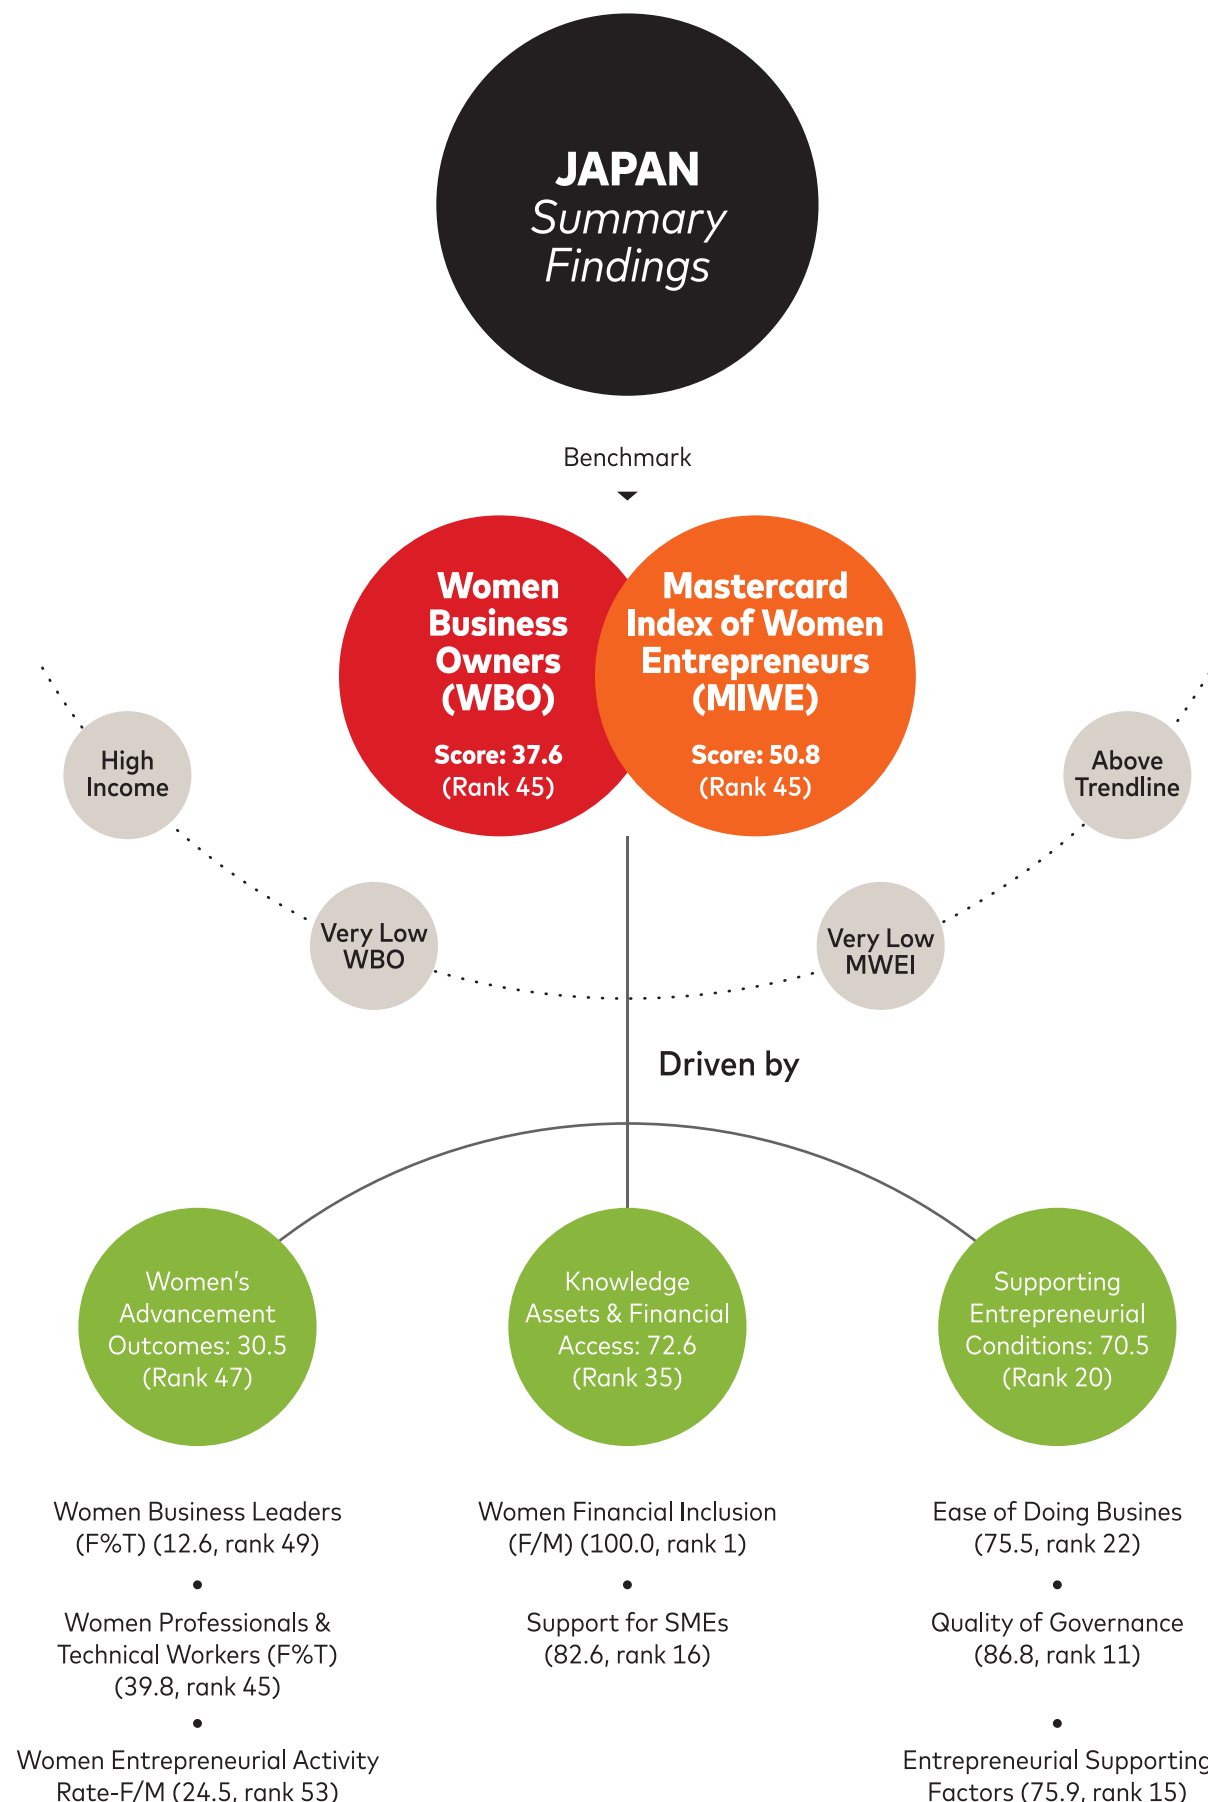 JAPAN
Summary
Findings
Benchmark
Women
Business
Owners
(WBO)
Score: 37.6
(Rank 45)
Mastercard
Index of Women
Entrepreneurs
(MIWE)
Score: 50.8
(Rank 45)
High
Income
Very Low
WBO
Very Low
MWEI
Above
Trendline
Driven by
Women's
Advancement
Outcomes: 30.5
(Rank 47)
Knowledge
Assets & Financial
Access: 72.6
(Rank 35)
Supporting
Entrepreneurial
Conditions: 70.5
(Rank 20)
Women Business Leaders
(F%T) (12.6, rank 49)
•
Women Professionals &
Technical Workers (F%T)
(39.8, rank 45)
•
Women Entrepreneurial Activity
Rate-F/M (24.5, rank 53)
Women Financial Inclusion
(F/M) (100.0, rank 1)
•
Support for SMEs
(82.6, rank 16)
Ease of Doing Busines
(75.5, rank 22)
•
Quality of Governance
(86.8, rank 11)
•
Entrepreneurial Supporting
Factors (75.9, rank 15)